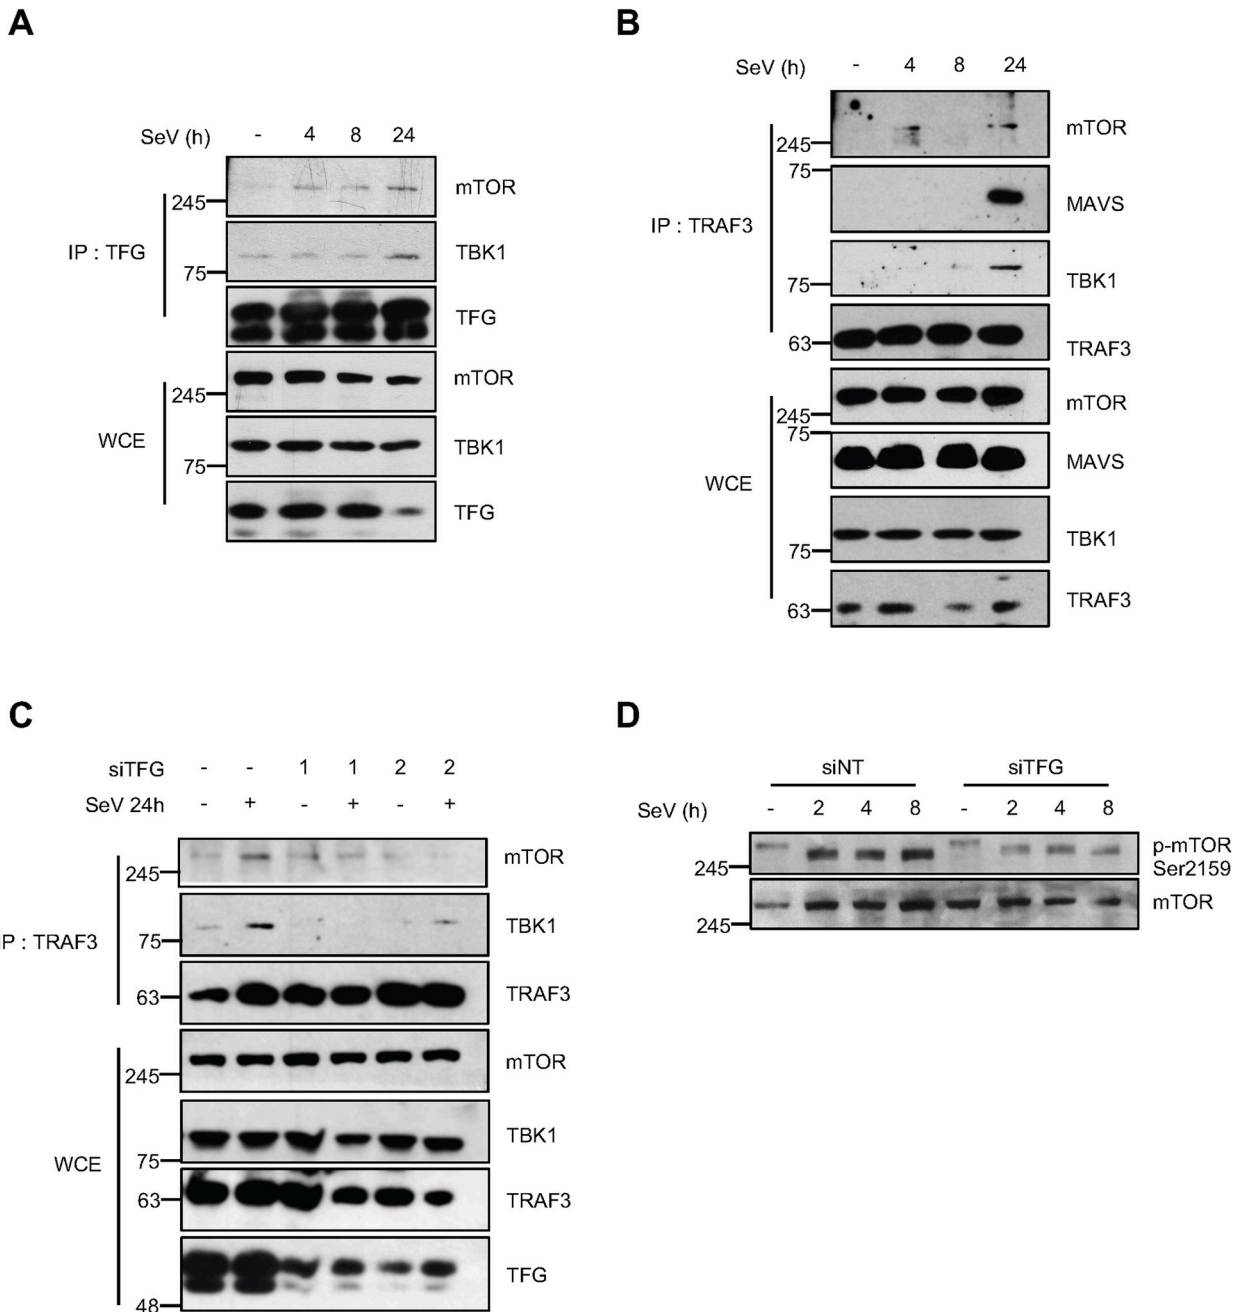 A
SeV (h) - 4 8 24
mTOR
245
IP : TFG
TBK1
75
TFG
mTOR
245
WCE
TBK1
75
TFG
B
SeV (h) - 4 8 24
mTOR
245
75
MAVS
IP : TRAF3
TBK1
75
TRAF3
63
mTOR
245
75
MAVS
WCE
TBK1
75
TRAF3
63
C
siTFG - - 1 1 2 2
SeV 24h - + - + - +
mTOR
245
TBK1
IP : TRAF3
75
TRAF3
63
mTOR
245
TBK1
75
WCE
TRAF3
63
TFG
48
D
siNT siTFG
SeV (h) - 2 4 8 - 2 4 8
p-mTOR
Ser2159
245
mTOR
245